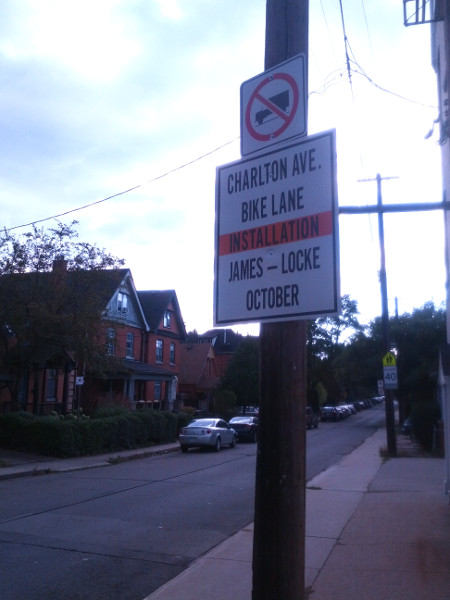 CHARLTON AVE.
BIKE LANE
INSTALLATION
JAMES – LOCKE
OCTOBER